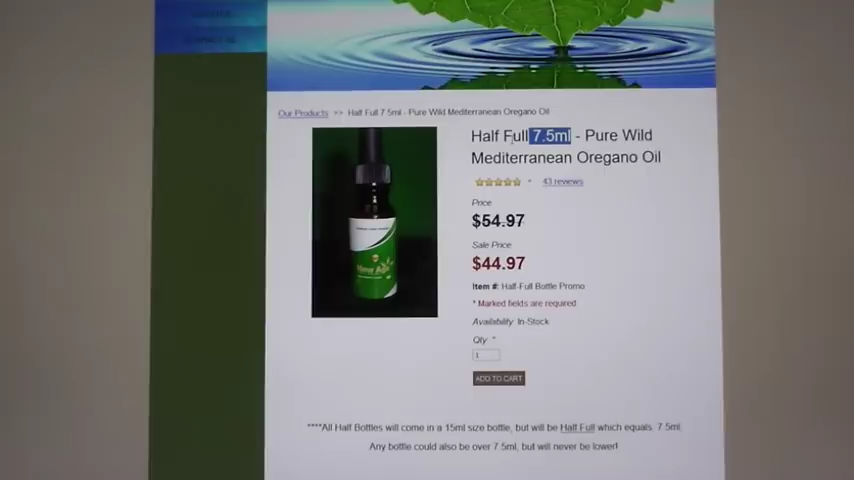 Our Products >> Half Full 7.5ml - Pure Wild Mediterranean Oregano Oil
Half Full 7.5ml - Pure Wild
Mediterranean Oregano Oil
* 43 reviews
Price
$54.97
Sale Price
$44.97
Item #: Half-Full Bottle Promo
* Marked fields are required
Availability In-Stock
Qty *
1
ADD TO CART
New Age
****All Half Bottles will come in a 15ml size bottle, but will be Half Full which equals 7.5ml
Any bottle could also be over 7.5ml, but will never be lower!